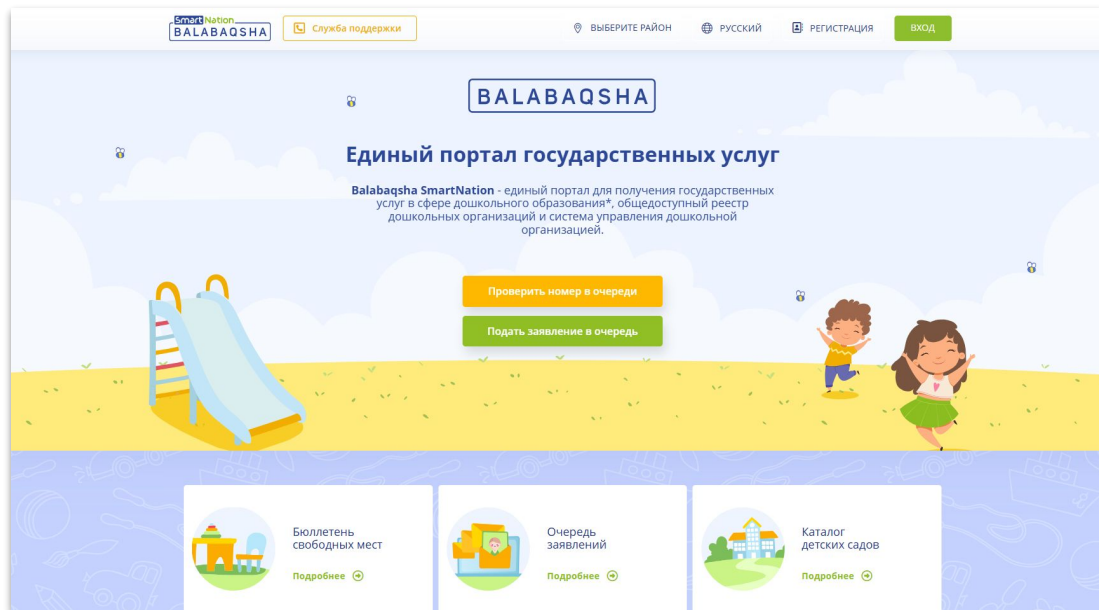 Smart Nation
BALABAQSHA
Служба поддержки
ВЫБЕРИТЕ РАЙОН
РУССКИЙ
РЕГИСТРАЦИЯ
ВХОД
BALABAQSHA
Единый портал государственных услуг
Balabaqsha SmartNation - единый портал для получения государственных
услуг в сфере дошкольного образования*, общедоступный реестр
дошкольных организаций и система управления дошкольной
организацией.
Проверить номер в очереди
Подать заявление в очередь
Бюллетень
свободных мест
Подробнее
Очередь
заявлений
Подробнее
Каталог
детских садов
Подробнее